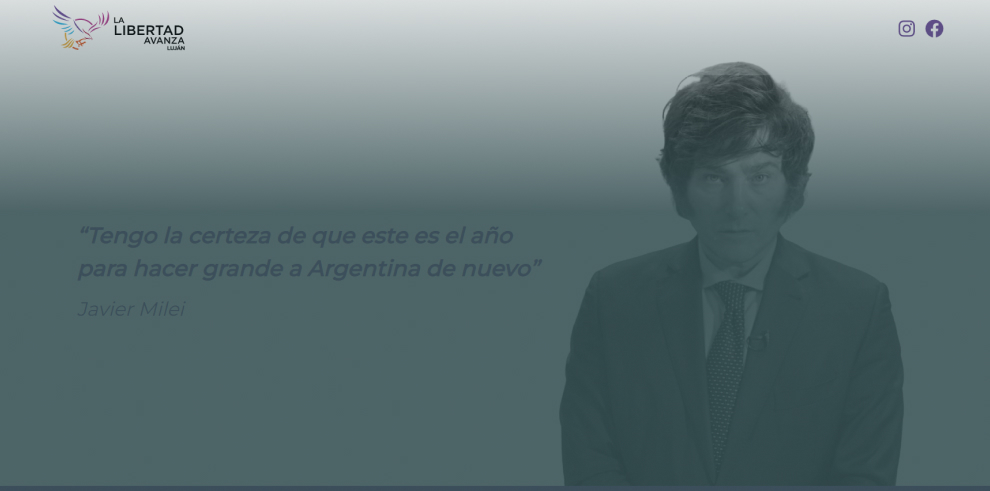 LA
LIBERTAD
AVANZA
LUJÁN
“Tengo la certeza de que este es el año
para hacer grande a Argentina de nuevo”
Javier Milei